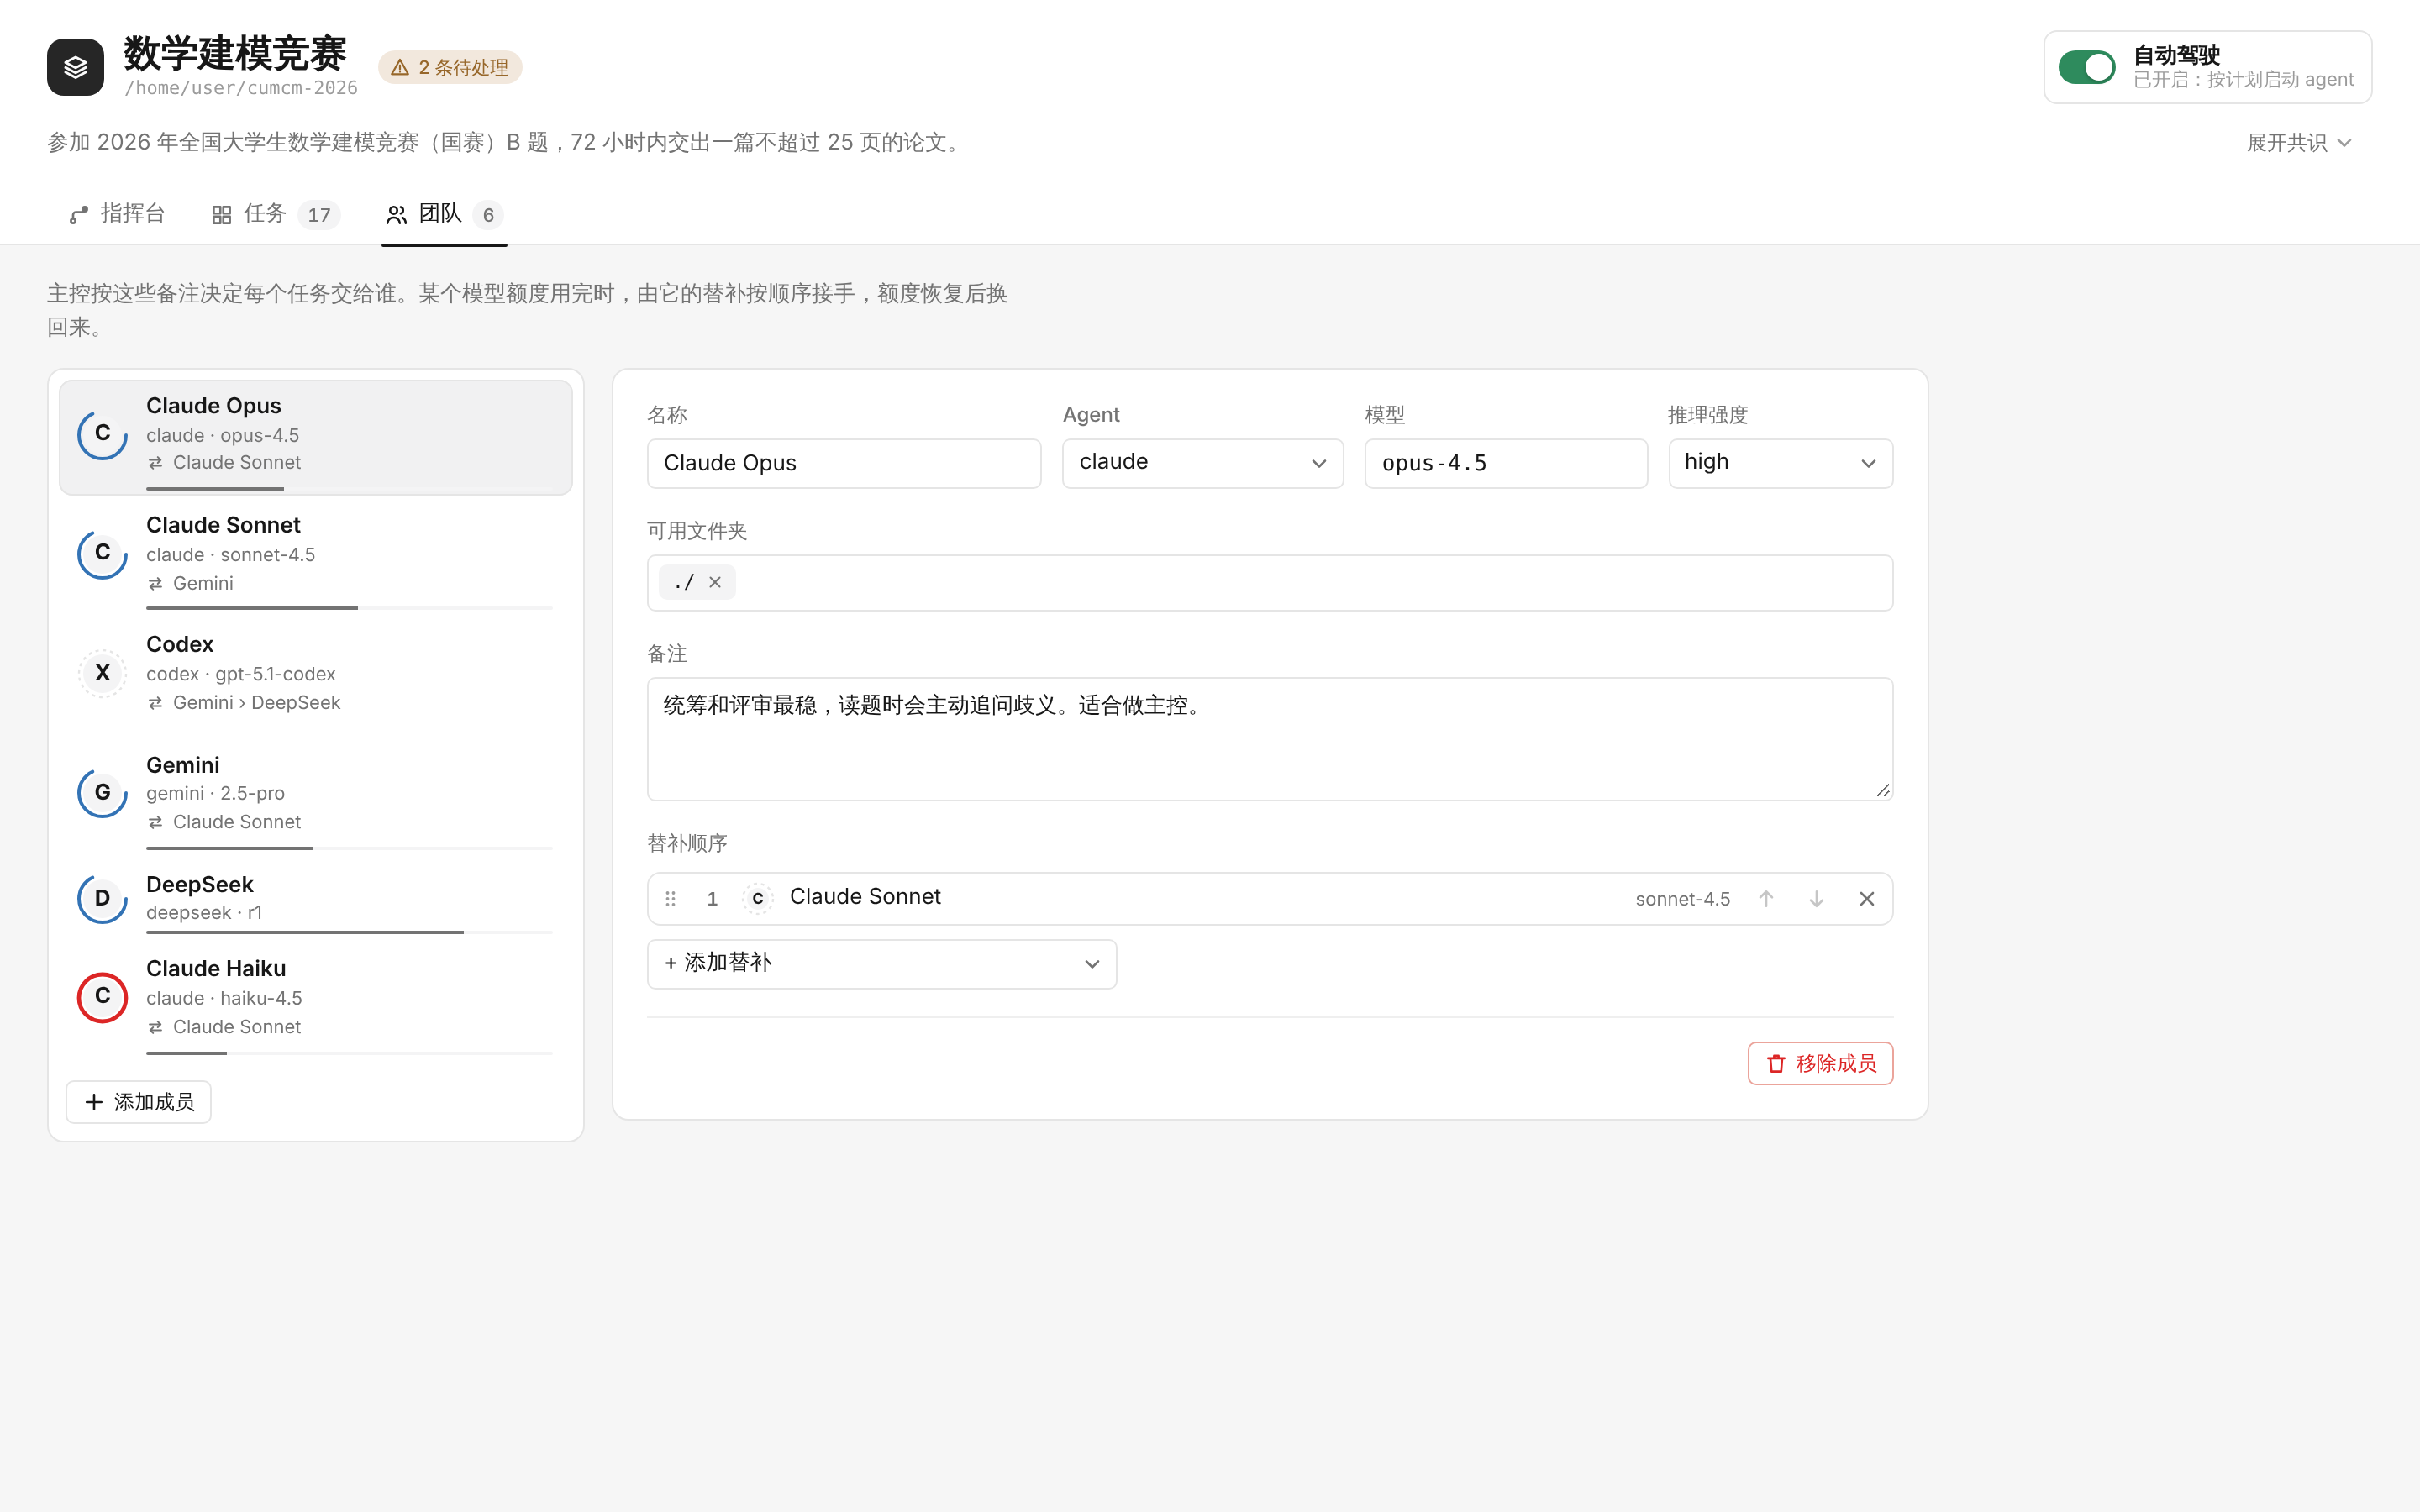 数学建模竞赛
/home/user/cumcm-2026
2 条待处理
自动驾驶
已开启：按计划启动 agent
参加 2026 年全国大学生数学建模竞赛（国赛）B 题，72 小时内交出一篇不超过 25 页的论文。
展开共识
指挥台
任务 17
团队 6
主控按这些备注决定每个任务交给谁。某个模型额度用完时，由它的替补按顺序接手，额度恢复后换
回来。
C
Claude Opus
claude · opus-4.5
Claude Sonnet
C
Claude Sonnet
claude · sonnet-4.5
Gemini
X
Codex
codex · gpt-5.1-codex
Gemini › DeepSeek
G
Gemini
gemini · 2.5-pro
Claude Sonnet
D
DeepSeek
deepseek · r1
C
Claude Haiku
claude · haiku-4.5
Claude Sonnet
添加成员
名称
Claude Opus
Agent
claude
模型
opus-4.5
推理强度
high
可用文件夹
./
备注
统筹和评审最稳，读题时会主动追问歧义。适合做主控。
替补顺序
1 C Claude Sonnet sonnet-4.5
+ 添加替补
移除成员